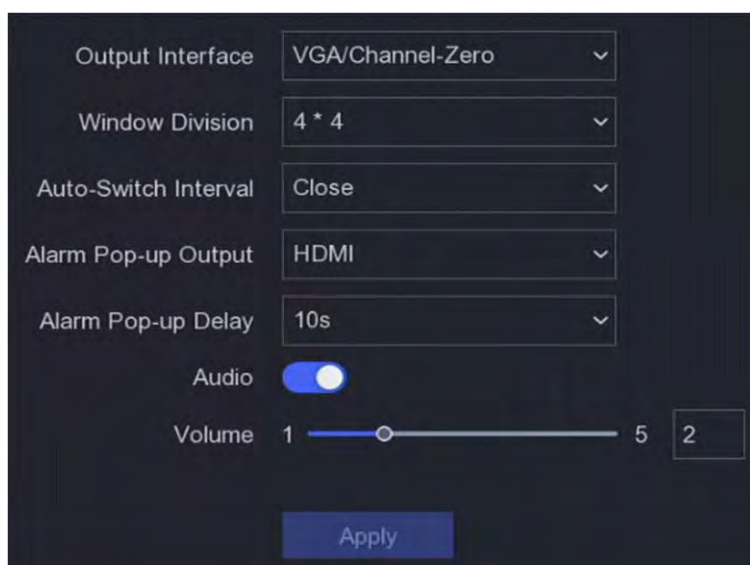 Output Interface VGA/Channel-Zero
Window Division 4 * 4
Auto-Switch Interval Close
Alarm Pop-up Output HDMI
Alarm Pop-up Delay 10s
Audio
Volume 1 5 2
Apply